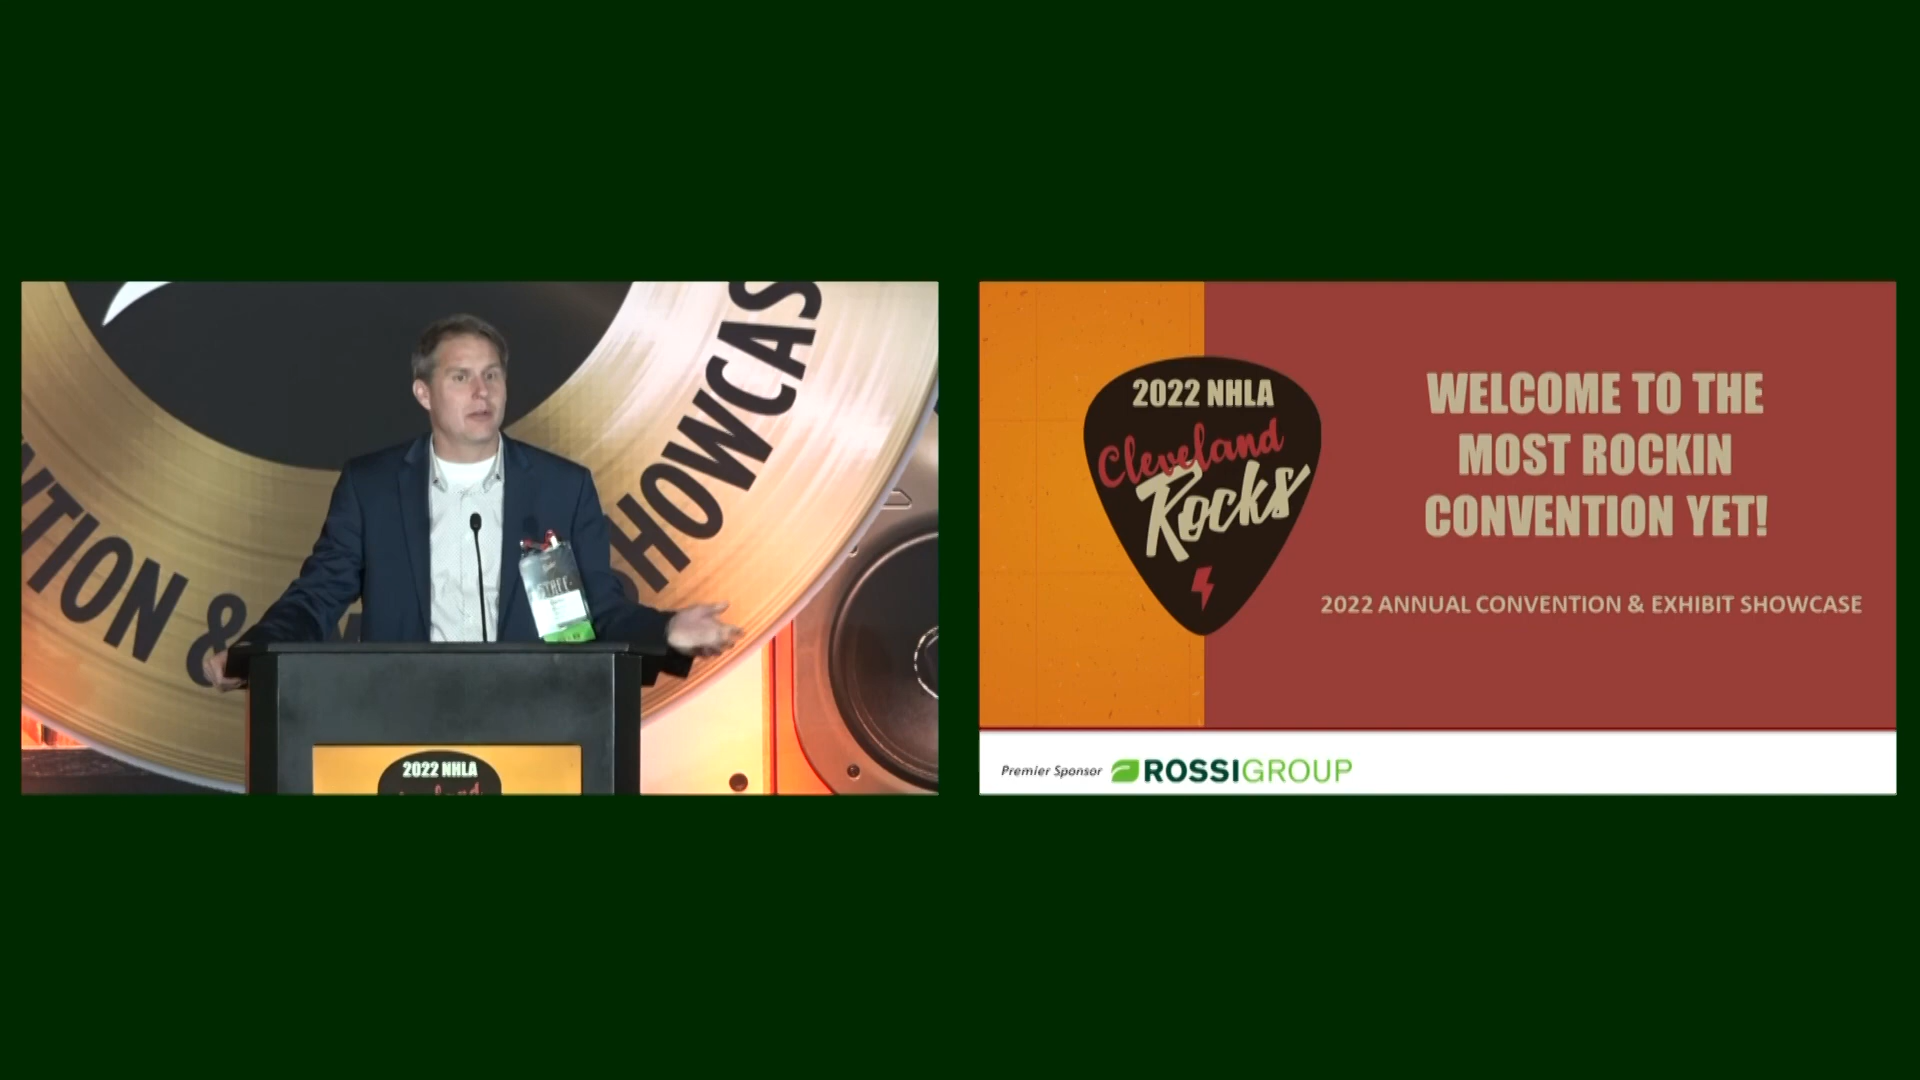 NTION &
SHOWCAS
2022 NHLA
2022 NHLA
Cleveland
Rocks
WELCOME TO THE
MOST ROCKIN
CONVENTION YET!
2022 ANNUAL CONVENTION & EXHIBIT SHOWCASE
Premier Sponsor ROSSIGROUP